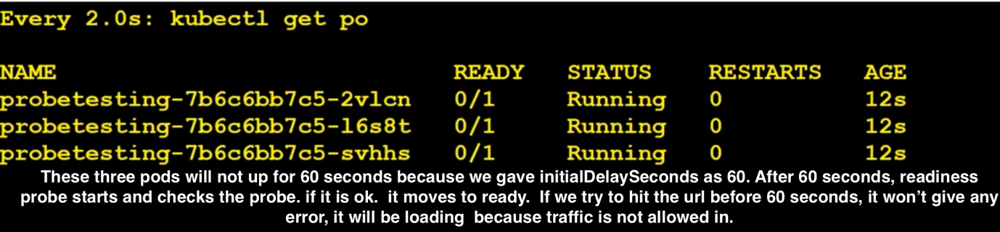 Every 2.0s: kubectl get po
NAME READY STATUS RESTARTS AGE
probetesting-7b6c6bb7c5-2vlcn 0/1 Running 0 12s
probetesting-7b6c6bb7c5-l6s8t 0/1 Running 0 12s
probetesting-7b6c6bb7c5-svhhs 0/1 Running 0 12s
These three pods will not up for 60 seconds because we gave initialDelaySeconds as 60. After 60 seconds, readiness
probe starts and checks the probe. if it is ok. it moves to ready. If we try to hit the url before 60 seconds, it won't give any
error, it will be loading because traffic is not allowed in.